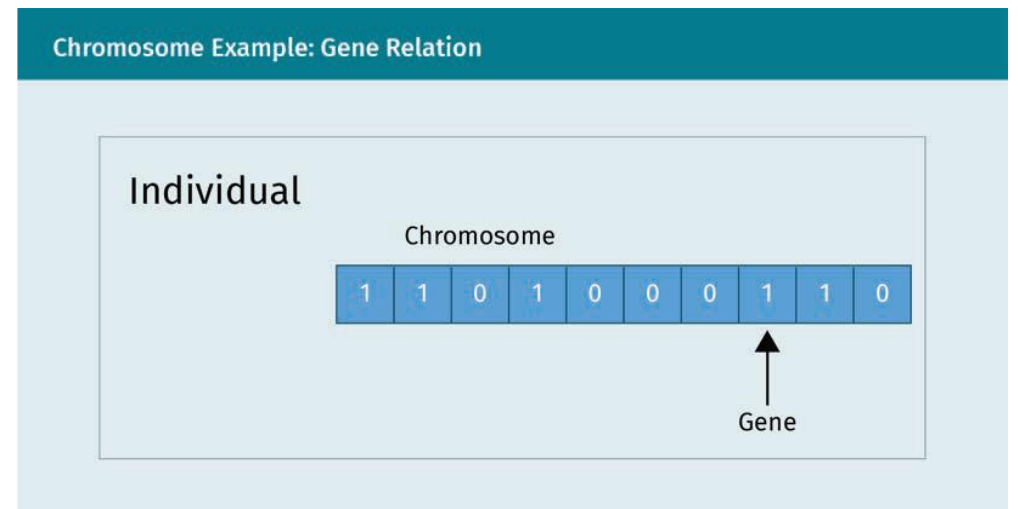 Chromosome Example: Gene Relation
Individual
Chromosome
1 1 0 1 0 0 0 1 1 0
Gene